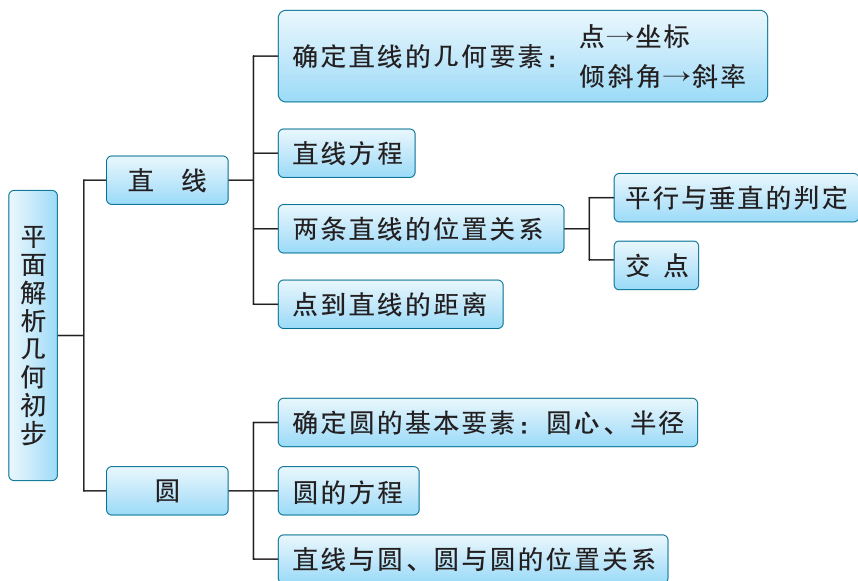 平面解析几何初步
直 线
确定直线的几何要素：
点→坐标
倾斜角→斜率
直线方程
两条直线的位置关系
平行与垂直的判定
交 点
点到直线的距离
圆
确定圆的基本要素：圆心、半径
圆的方程
直线与圆、圆与圆的位置关系